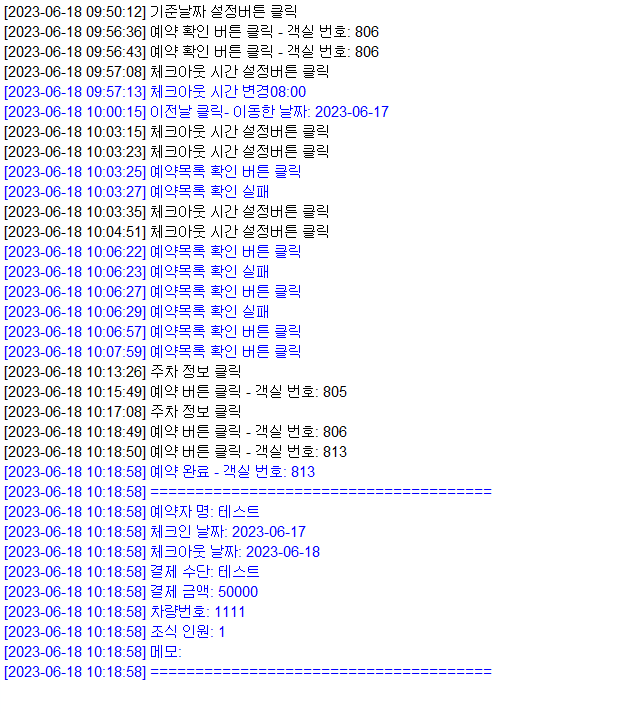 [2023-06-18 09:50:12] 기준날짜 설정버튼 클릭
[2023-06-18 09:56:36] 예약 확인 버튼 클릭 - 객실 번호: 806
[2023-06-18 09:56:43] 예약 확인 버튼 클릭 - 객실 번호: 806
[2023-06-18 09:57:08] 체크아웃 시간 설정버튼 클릭
[2023-06-18 09:57:13] 체크아웃 시간 변경08:00
[2023-06-18 10:00:15] 이전날 클릭- 이동한 날짜: 2023-06-17
[2023-06-18 10:03:15] 체크아웃 시간 설정버튼 클릭
[2023-06-18 10:03:23] 체크아웃 시간 설정버튼 클릭
[2023-06-18 10:03:25] 예약목록 확인 버튼 클릭
[2023-06-18 10:03:27] 예약목록 확인 실패
[2023-06-18 10:03:35] 체크아웃 시간 설정버튼 클릭
[2023-06-18 10:04:51] 체크아웃 시간 설정버튼 클릭
[2023-06-18 10:06:22] 예약목록 확인 버튼 클릭
[2023-06-18 10:06:23] 예약목록 확인 실패
[2023-06-18 10:06:27] 예약목록 확인 버튼 클릭
[2023-06-18 10:06:29] 예약목록 확인 실패
[2023-06-18 10:06:57] 예약목록 확인 버튼 클릭
[2023-06-18 10:07:59] 예약목록 확인 버튼 클릭
[2023-06-18 10:13:26] 주차 정보 클릭
[2023-06-18 10:15:49] 예약 버튼 클릭 - 객실 번호: 805
[2023-06-18 10:17:08] 주차 정보 클릭
[2023-06-18 10:18:49] 예약 버튼 클릭 - 객실 번호: 806
[2023-06-18 10:18:50] 예약 버튼 클릭 - 객실 번호: 813
[2023-06-18 10:18:58] 예약 완료 - 객실 번호: 813
[2023-06-18 10:18:58] ======================================
[2023-06-18 10:18:58] 예약자 명: 테스트
[2023-06-18 10:18:58] 체크인 날짜: 2023-06-17
[2023-06-18 10:18:58] 체크아웃 날짜: 2023-06-18
[2023-06-18 10:18:58] 결제 수단: 테스트
[2023-06-18 10:18:58] 결제 금액: 50000
[2023-06-18 10:18:58] 차량번호: 1111
[2023-06-18 10:18:58] 조식 인원: 1
[2023-06-18 10:18:58] 메모:
[2023-06-18 10:18:58] ======================================